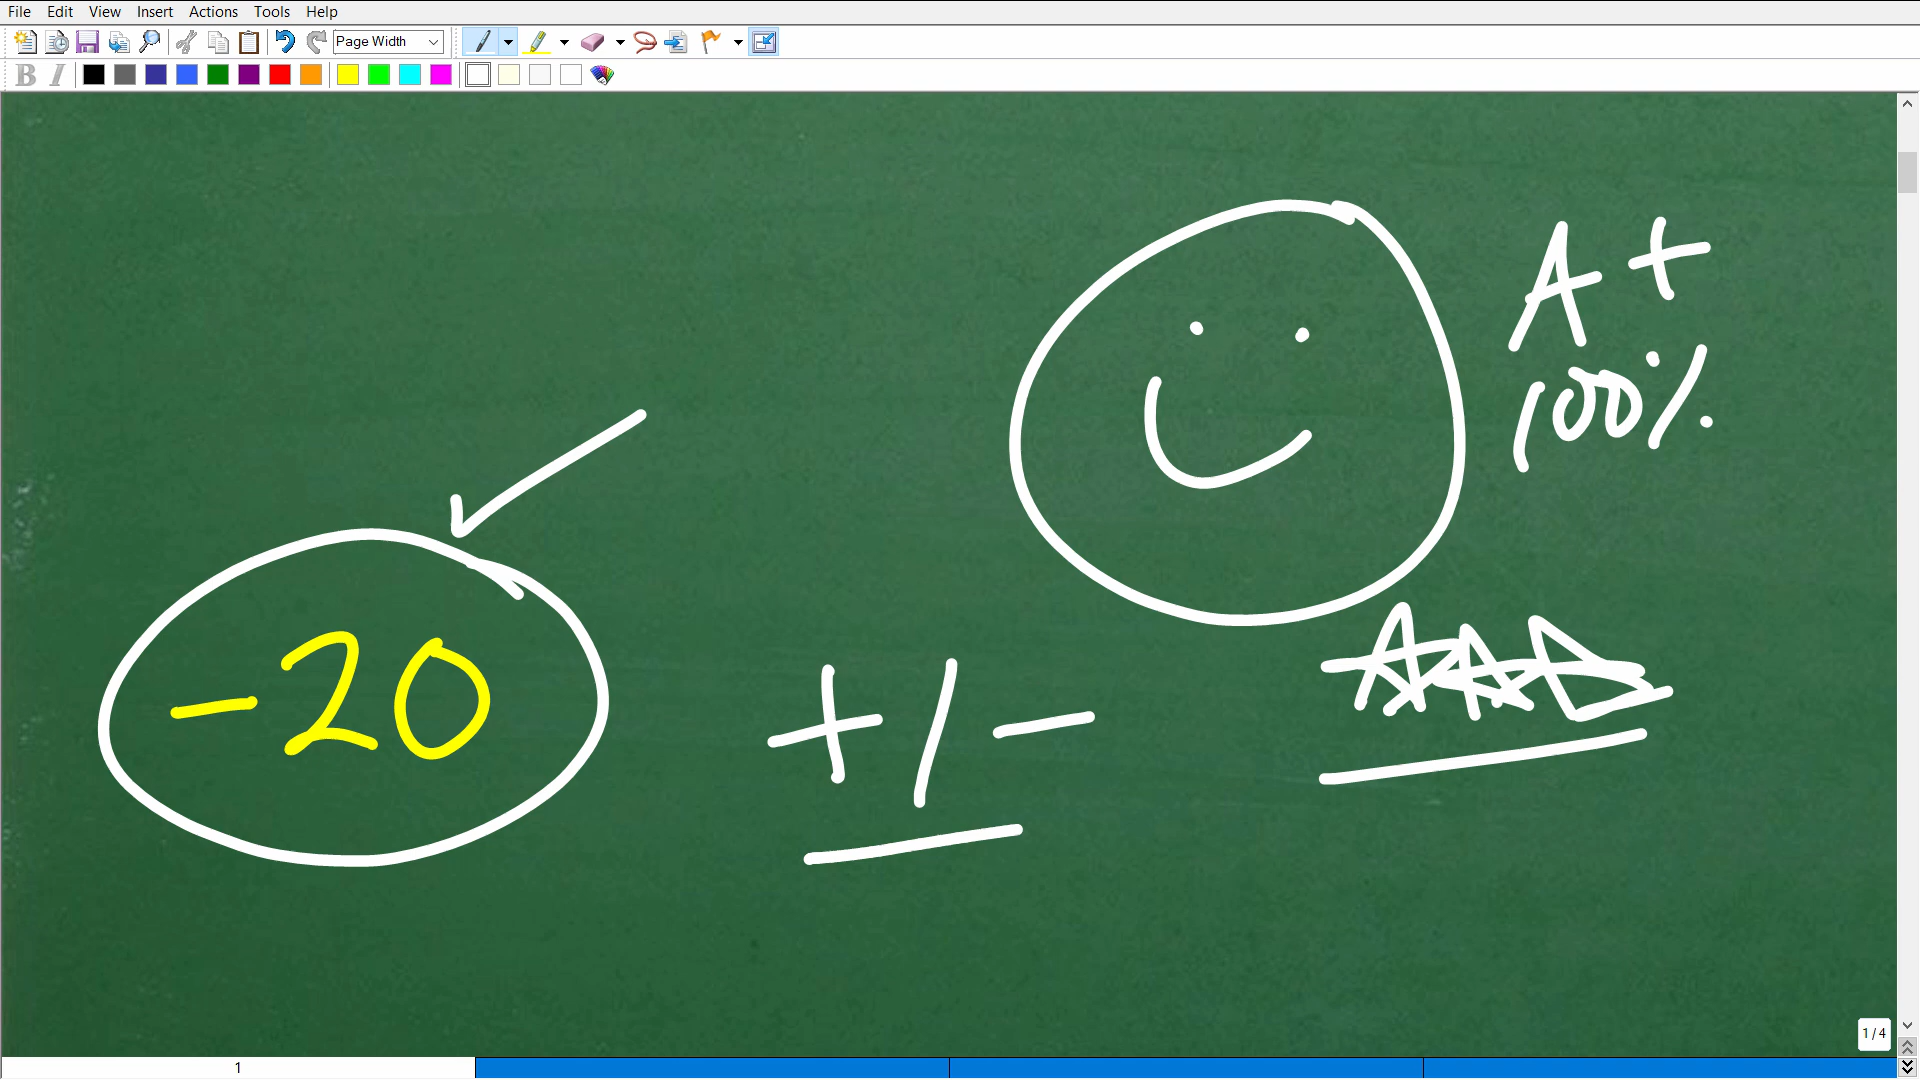 File Edit View Insert Actions Tools Help
Page Width
B I
A+
100%
-20
+/-
1 / 4
1